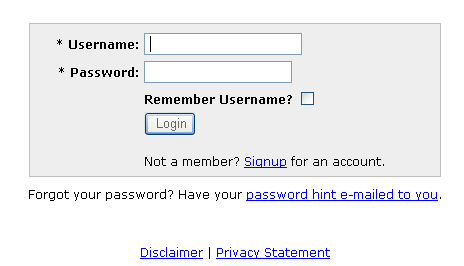 * Username:
* Password:
Remember Username?
Login
Not a member? Signup for an account.
Forgot your password? Have your password hint e-mailed to you.
Disclaimer | Privacy Statement